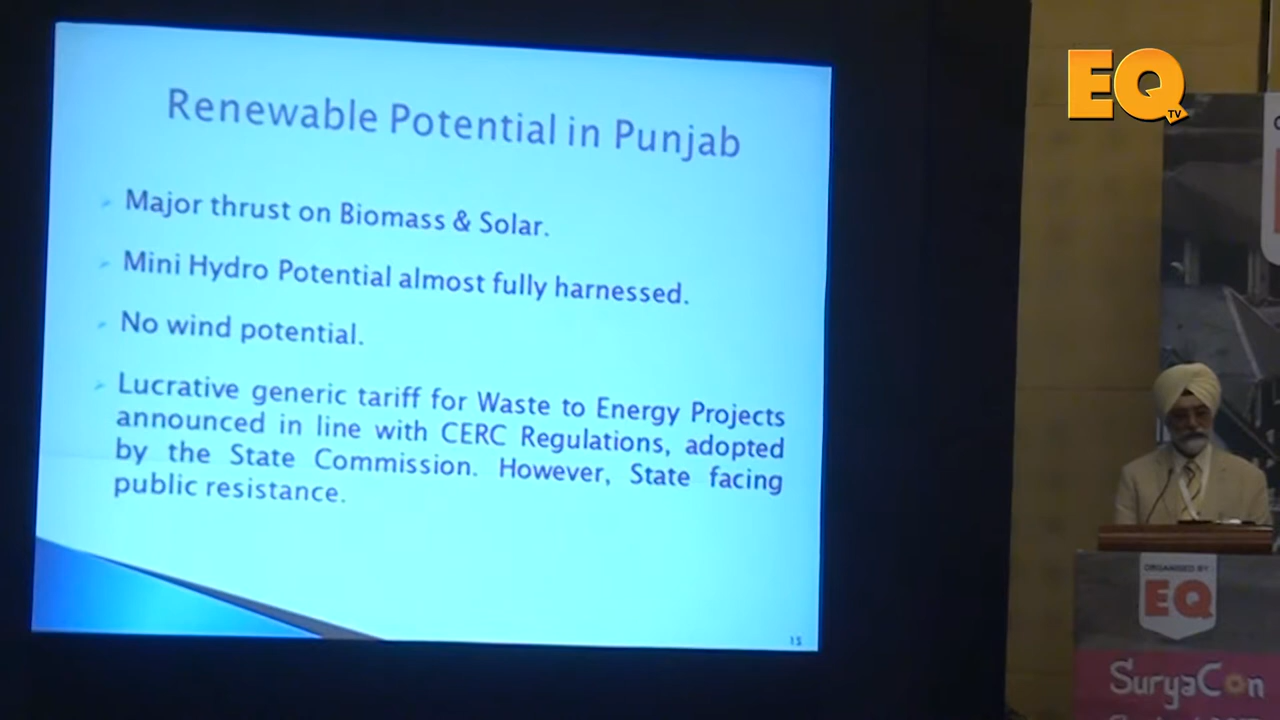 EQ
TV
Renewable Potential in Punjab
Major thrust on Biomass & Solar.
Mini Hydro Potential almost fully harnessed.
No wind potential.
Lucrative generic tariff for Waste to Energy Projects
announced in line with CERC Regulations, adopted
by the State Commission. However, State facing
public resistance.
15
ORGANISED BY
EQ
SuryaCon